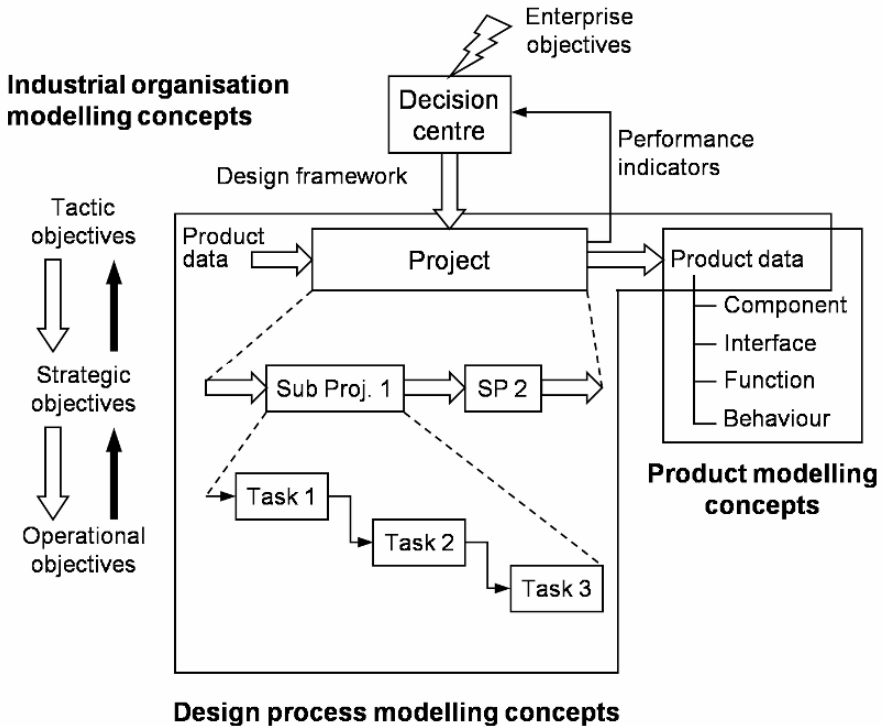 Enterprise
objectives
Industrial organisation
modelling concepts
Decision
centre
Performance
indicators
Design framework
Tactic
objectives
Product
data
Project
Product data
Component
Interface
Function
Behaviour
Strategic
objectives
Sub Proj. 1
SP 2
Product modelling
concepts
Task 1
Task 2
Task 3
Operational
objectives
Design process modelling concepts